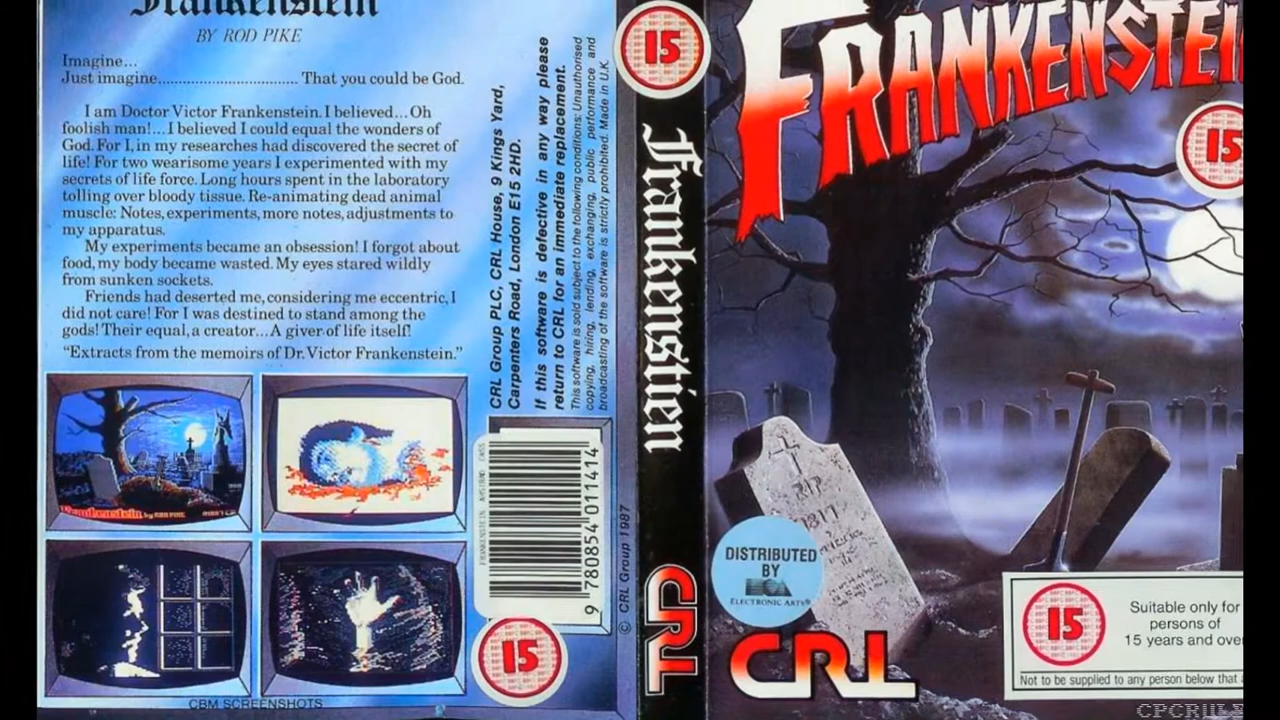 Frankenstein
BY ROD PIKE
Imagine...
Just imagine................................... That you could be God.
I am Doctor Victor Frankenstein. I believed... Oh
foolish man!... I believed I could equal the wonders of
God. For I, in my researches had discovered the secret of
life! For two wearisome years I experimented with my
secrets of life force. Long hours spent in the laboratory
tolling over bloody tissue. Re-animating dead animal
muscle: Notes, experiments, more notes, adjustments to
my apparatus.
My experiments became an obsession! I forgot about
food, my body became wasted. My eyes stared wildly
from sunken sockets.
Friends had deserted me, considering me eccentric, I
did not care! For I was destined to stand among the
gods! Their equal, a creator... A giver of life itself!
"Extracts from the memoirs of Dr. Victor Frankenstein."
Frankenstein by ROD PIKE
CBM SCREENSHOTS
CRL Group PLC, CRL House, 9 Kings Yard,
Carpenters Road, London E15 2HD.
If this software is defective in any way please
return to CRL for an immediate replacement.
This software is sold subject to the following conditions: Unauthorised
copying, hiring, lending, exchanging, public performance and
broadcasting of the software is strictly prohibited. Made in U.K.
FRANKENSTEIN AMSTRAD CASS
9 780854 011414
© CRL Group 1987
15
15
Frankenstien
CRL
FRANKENSTEI
15
RIP
1817
DISTRIBUTED
BY
ELECTRONIC ARTS®
CRL
15
Suitable only for
persons of
15 years and over
Not to be supplied to any person below that a
CPCRULE